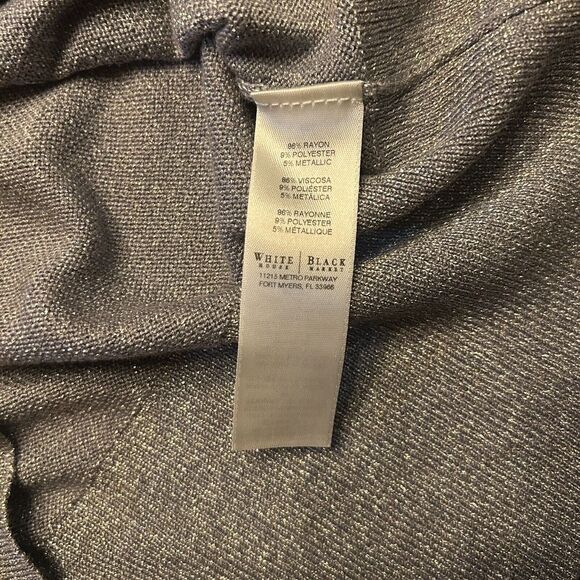 86% RAYON
9% POLYESTER
5% METALLIC
86% VISCOSA
9% POLIÉSTER
5% METÁLICA
86% RAYONNE
9% POLYESTER
5% MÉTALLIQUE
WHITE | BLACK
HOUSE | MARKET
11215 METRO PARKWAY
FORT MYERS, FL 33966